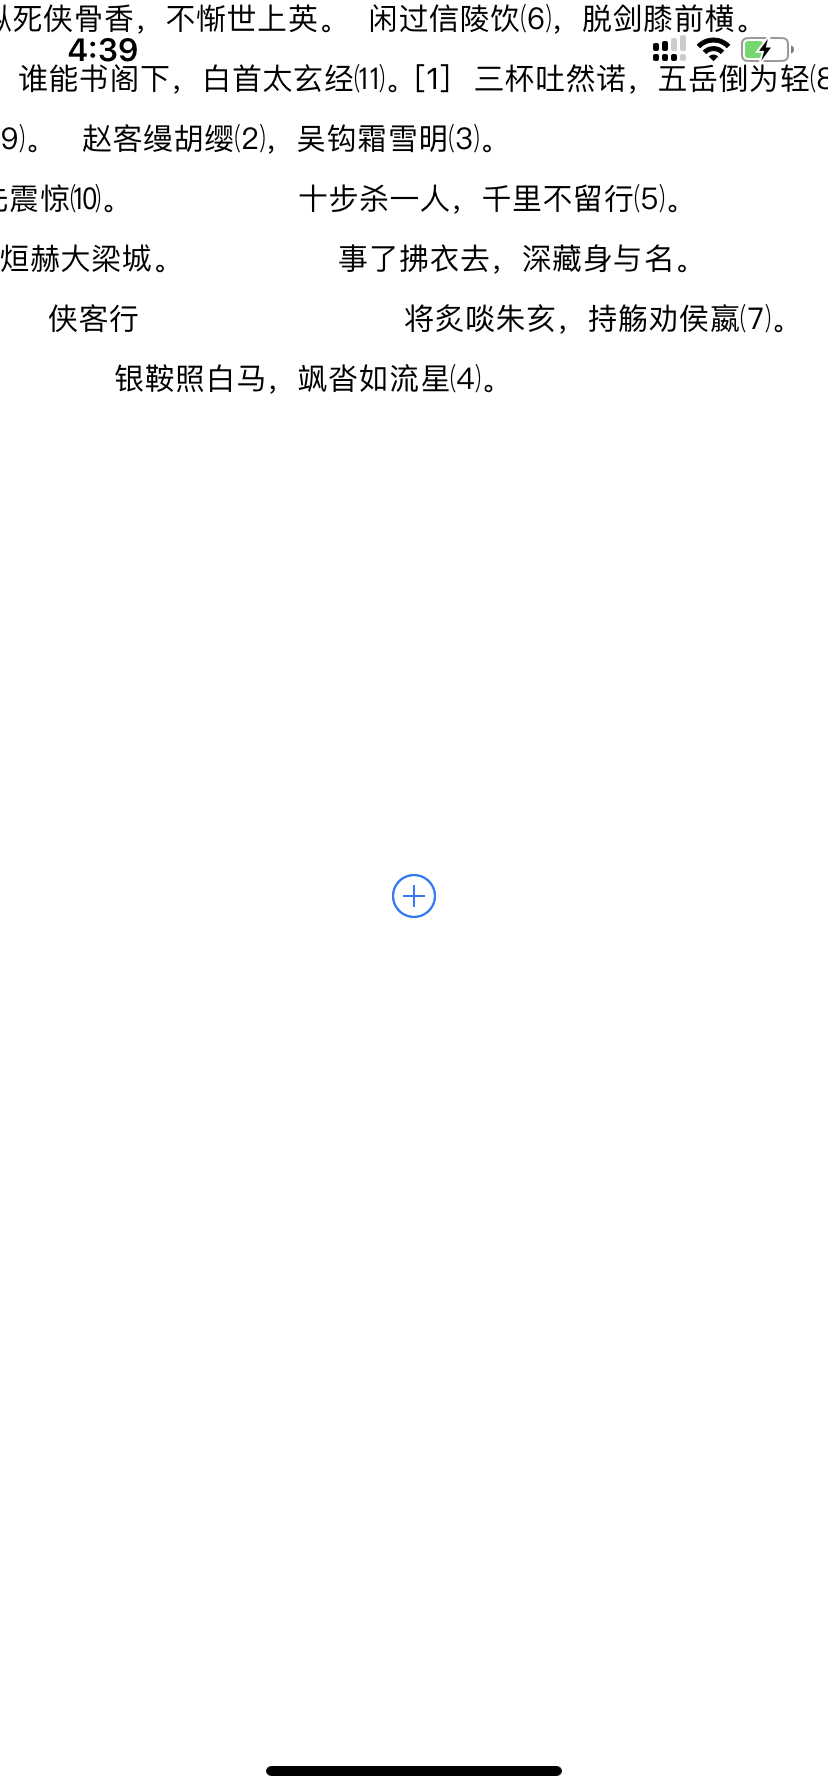 死侠骨香，不惭世上英。 闲过信陵饮(6)，脱剑膝前横。
4:39
谁能书阁下，白首太玄经(11)。[1] 三杯吐然诺，五岳倒为轻(8
9)。 赵客缦胡缨(2)，吴钩霜雪明(3)。
震惊(10)。 十步杀一人，千里不留行(5)。
烜赫大梁城。 事了拂衣去，深藏身与名。
侠客行 将炙啖朱亥，持觞劝侯嬴(7)。
银鞍照白马，飒沓如流星(4)。